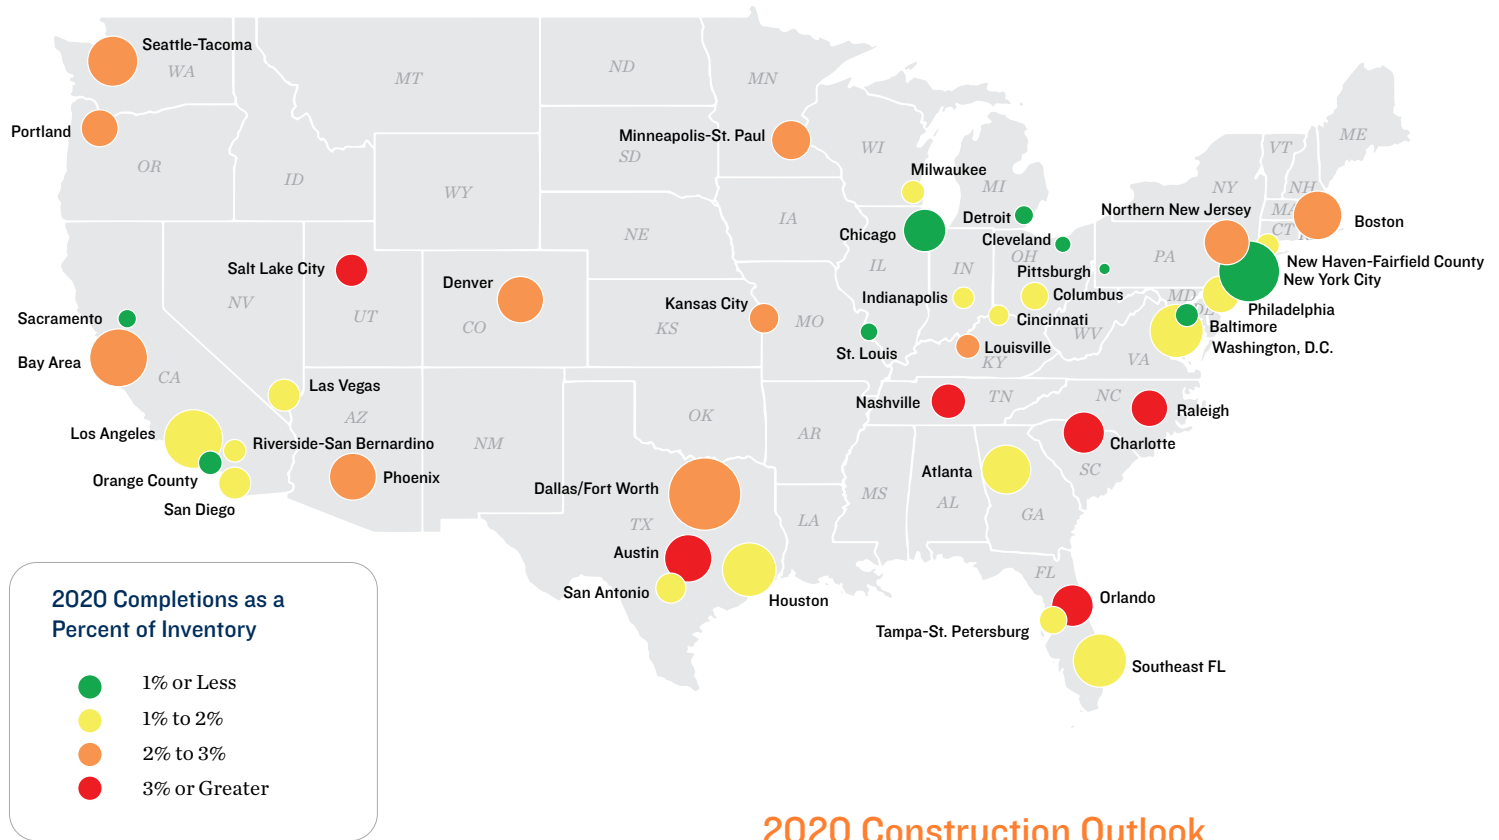 Seattle-Tacoma
WA
MT
ND
MN
Portland
OR
ID
WY
SD
Minneapolis-St. Paul
WI
Milwaukee
MI
VT
ME
NY
NH
MA
Northern New Jersey
Boston
CT
IA
NE
Chicago
Detroit
Cleveland
OH
PA
Pittsburgh
New Haven-Fairfield County
New York City
Salt Lake City
Denver
NV
UT
CO
Kansas City
KS
MO
IL
IN
Indianapolis
Columbus
Cincinnati
MD
Philadelphia
Baltimore
Washington, D.C.
WV
VA
Sacramento
Bay Area
CA
St. Louis
Louisville
KY
Las Vegas
AZ
NM
OK
AR
Nashville
TN
NC
Raleigh
Charlotte
SC
Los Angeles
Riverside-San Bernardino
Orange County
San Diego
Phoenix
Dallas/Fort Worth
TX
LA
MS
AL
Atlanta
GA
Austin
San Antonio
Houston
FL
Orlando
Tampa-St. Petersburg
Southeast FL
2020 Completions as a
Percent of Inventory
1% or Less
1% to 2%
2% to 3%
3% or Greater
2020 Construction Outlook